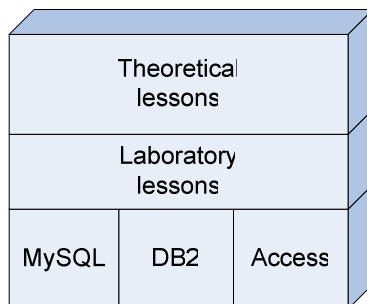 Theoretical
lessons
Laboratory
lessons
MySQL DB2 Access